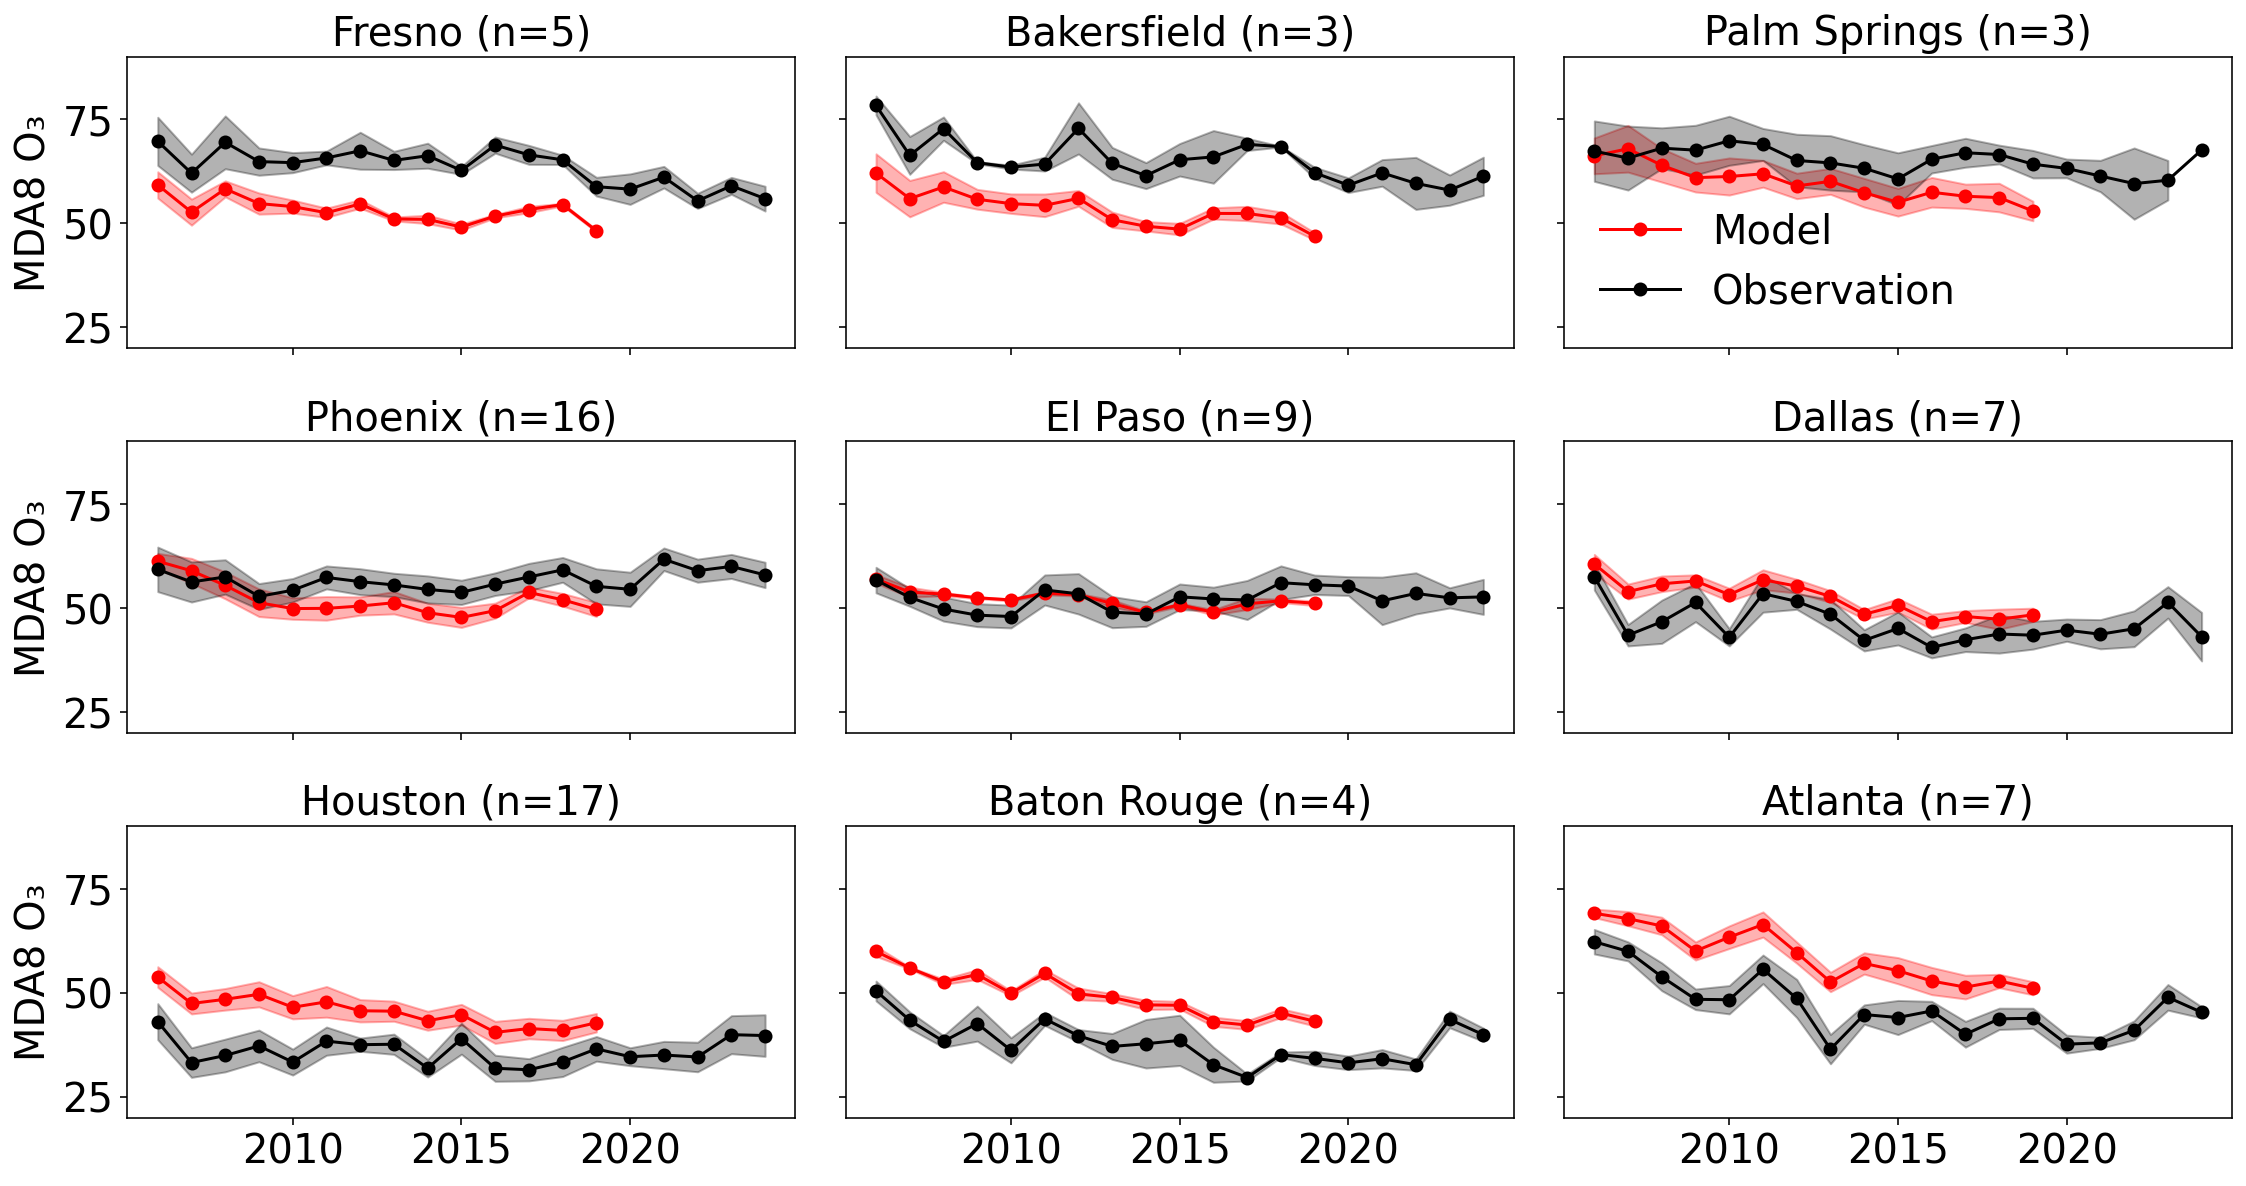 Fresno (n=5)
Bakersfield (n=3)
Palm Springs (n=3)
MDA8 O₃
75
50
25
Model
Observation
Phoenix (n=16)
El Paso (n=9)
Dallas (n=7)
MDA8 O₃
75
50
25
Houston (n=17)
Baton Rouge (n=4)
Atlanta (n=7)
MDA8 O₃
75
50
25
2010 2015 2020
2010 2015 2020
2010 2015 2020